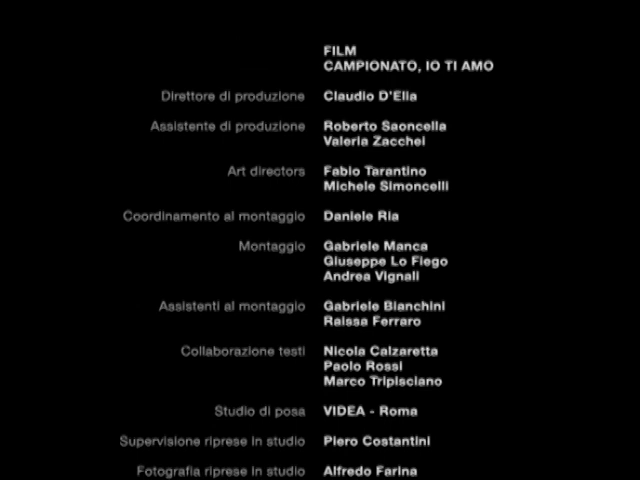 FILM
CAMPIONATO, IO TI AMO
Direttore di produzione Claudio D'Elia
Assistente di produzione Roberto Saoncella
Valeria Zacchei
Art directors Fabio Tarantino
Michele Simoncelli
Coordinamento al montaggio Daniele Ria
Montaggio Gabriele Manca
Giuseppe Lo Fiego
Andrea Vignali
Assistenti al montaggio Gabriele Bianchini
Raissa Ferraro
Collaborazione testi Nicola Calzaretta
Paolo Rossi
Marco Tripisciano
Studio di posa VIDEA - Roma
Supervisione riprese in studio Piero Costantini
Fotografia riprese in studio Alfredo Farina